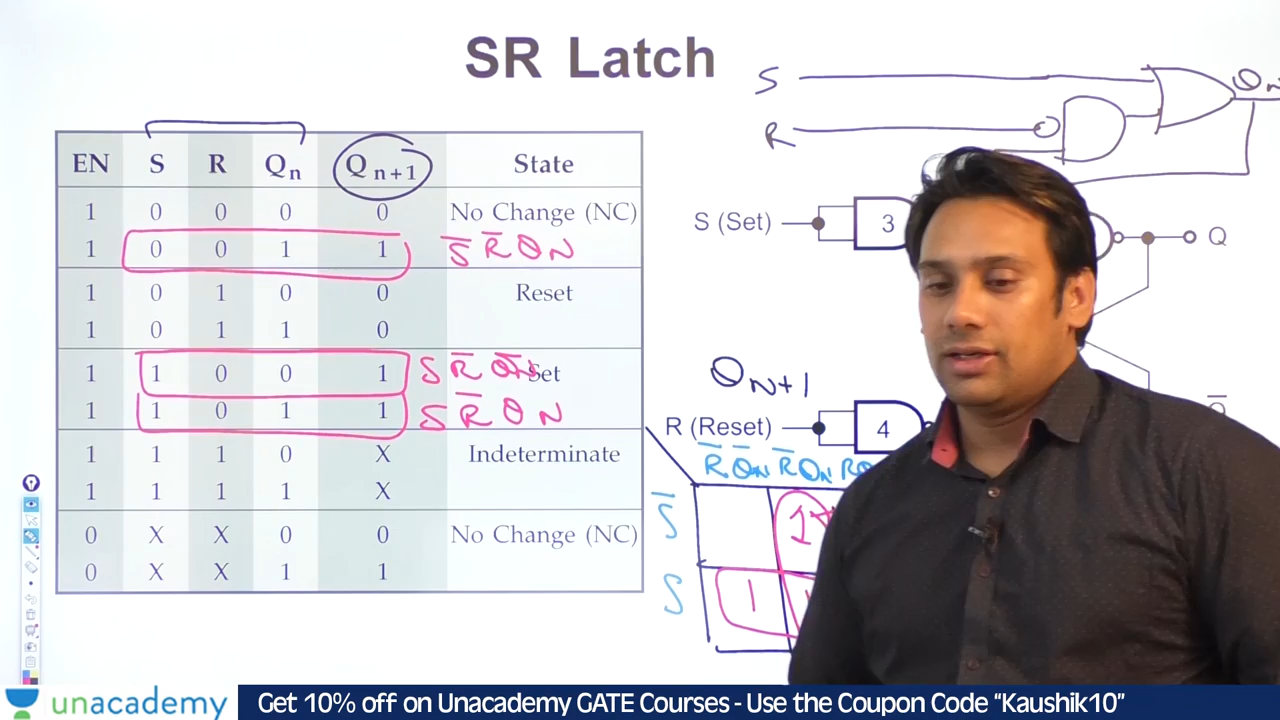 SR Latch
S
R
EN S R Qn Qn+1 State
1 0 0 0 0 No Change (NC)
1 0 0 1 1 S̅ R̅ QN
1 0 1 0 0 Reset
1 0 1 1 0
1 1 0 0 1 S R̅ Q̅N Set
1 1 0 1 1 S R̅ QN
1 1 1 0 X Indeterminate
1 1 1 1 X
0 X X 0 0 No Change (NC)
0 X X 1 1
S (Set) 3
Q
QN+1
R (Reset) 4
Q̅
R̅Q̅N R̅QN
S̅ 1
S 1
unacademy
Get 10% off on Unacademy GATE Courses - Use the Coupon Code “Kaushik10”